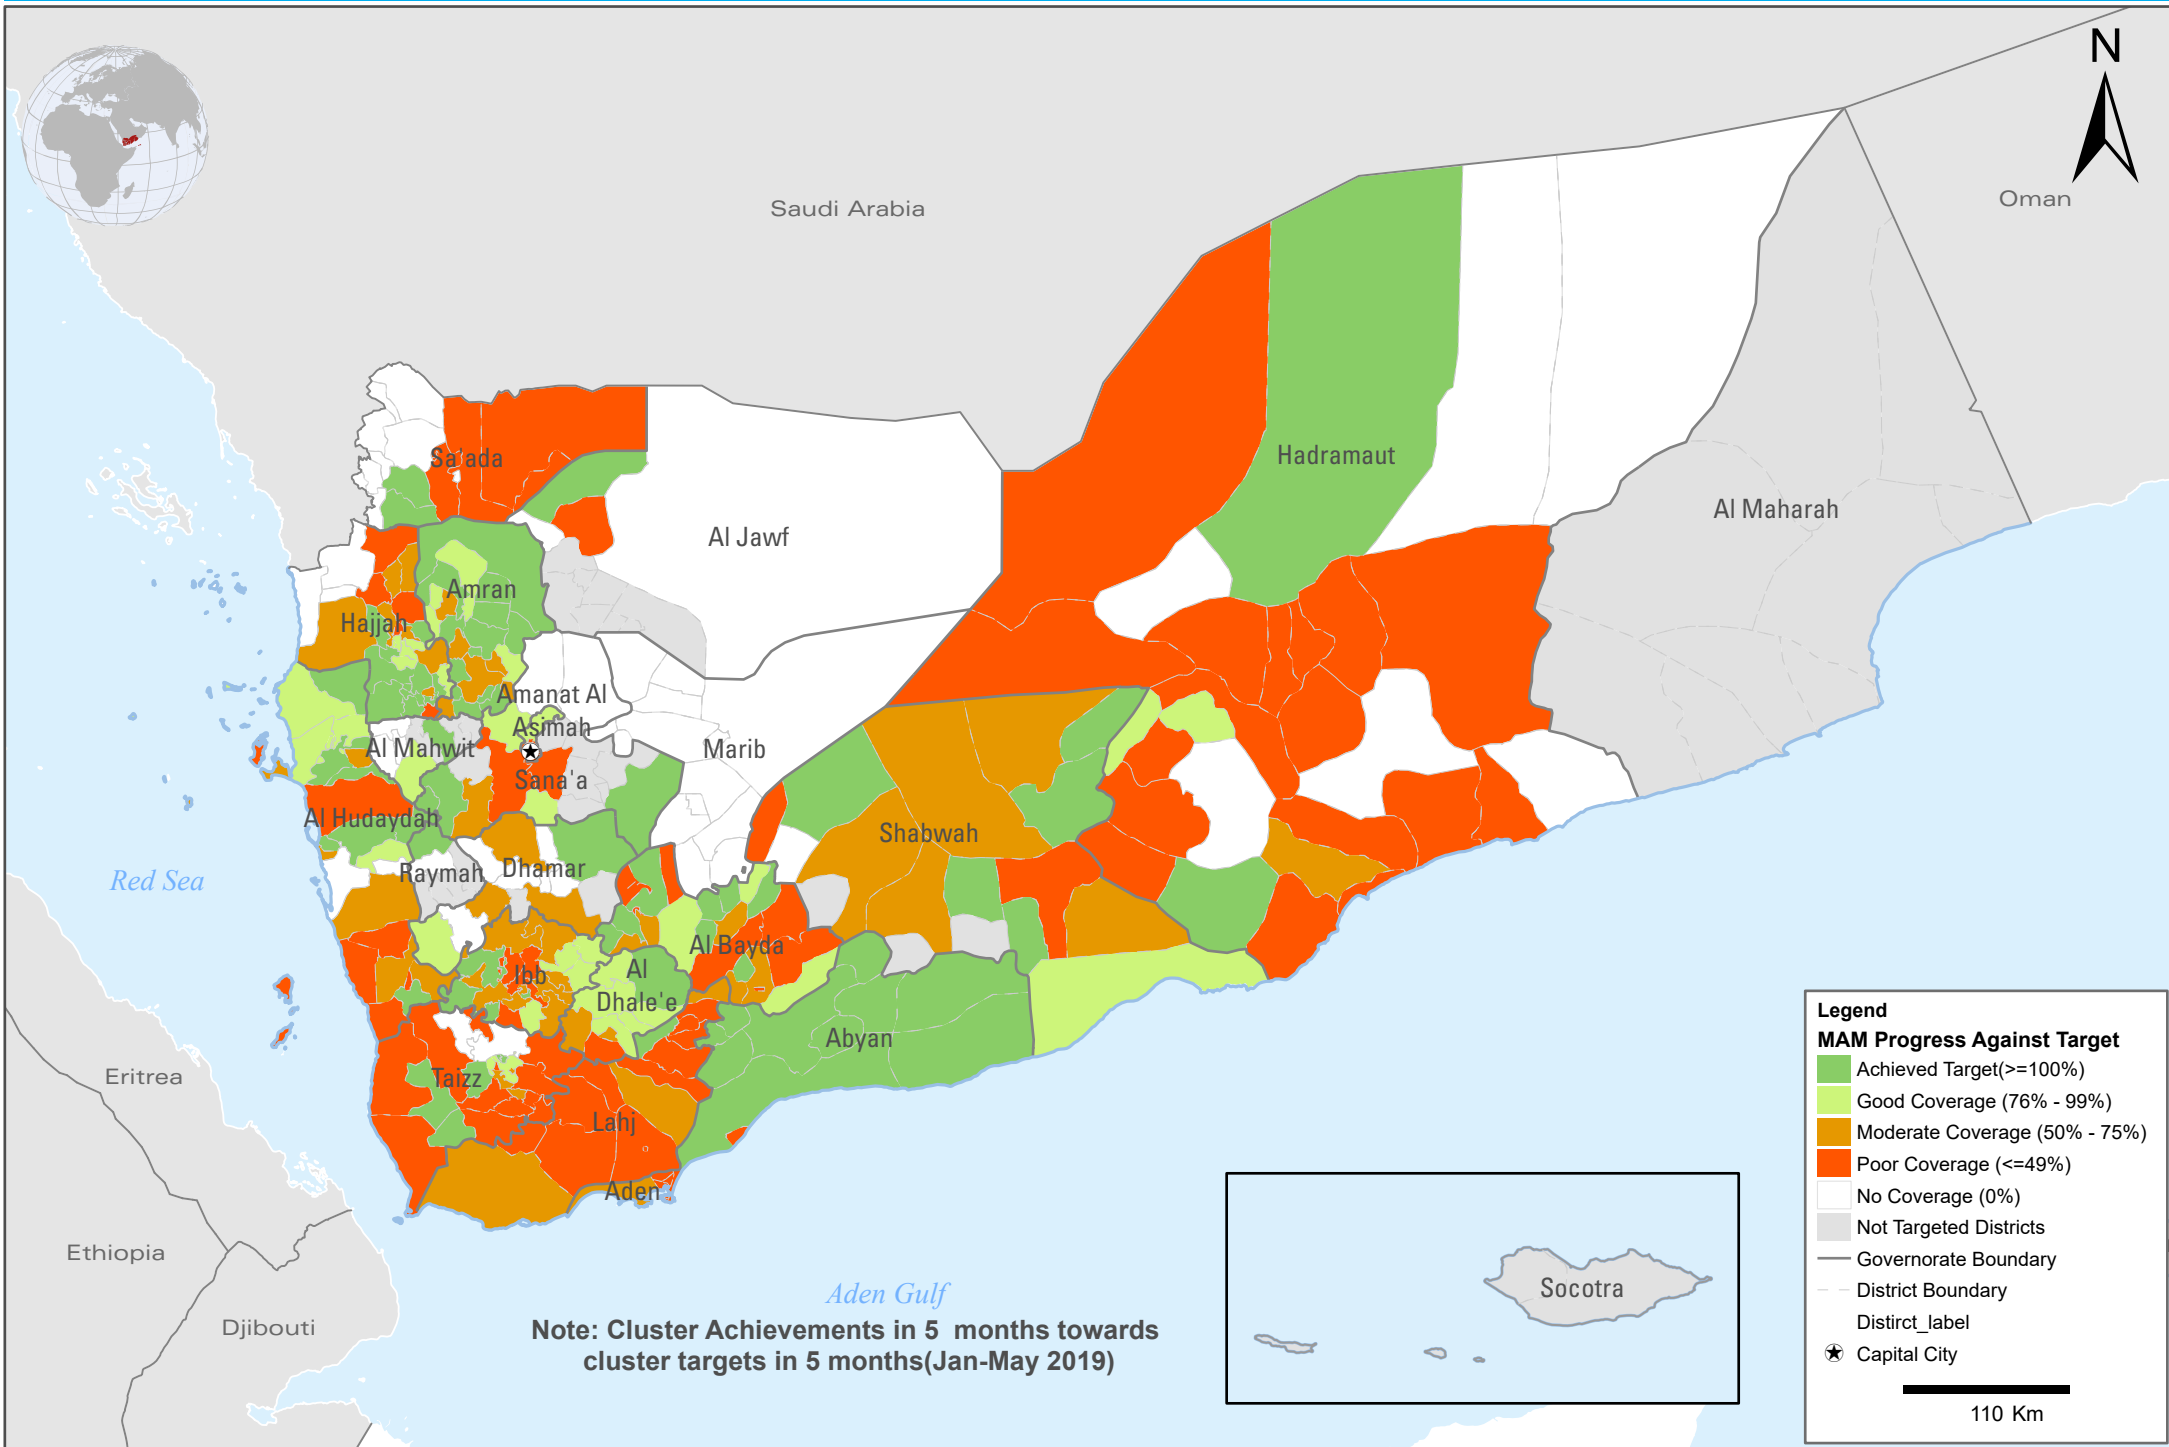 N
Saudi Arabia
Oman
Hadramaut
Sa'ada
Al Maharah
Al Jawf
Amran
Hajjah
Amanat Al
Asimah
Al Mahwit
Marib
Sana'a
Al Hudaydah
Shabwah
Raymah
Dhamar
Red Sea
Al Bayda
Ibb
Al
Dhale'e
Abyan
Eritrea
Taizz
Lahj
Aden
Ethiopia
Djibouti
Aden Gulf
Note: Cluster Achievements in 5 months towards
cluster targets in 5 months(Jan-May 2019)
Socotra
Legend
MAM Progress Against Target
Achieved Target(>=100%)
Good Coverage (76% - 99%)
Moderate Coverage (50% - 75%)
Poor Coverage (<=49%)
No Coverage (0%)
Not Targeted Districts
Governorate Boundary
District Boundary
Distirct_label
Capital City
110 Km